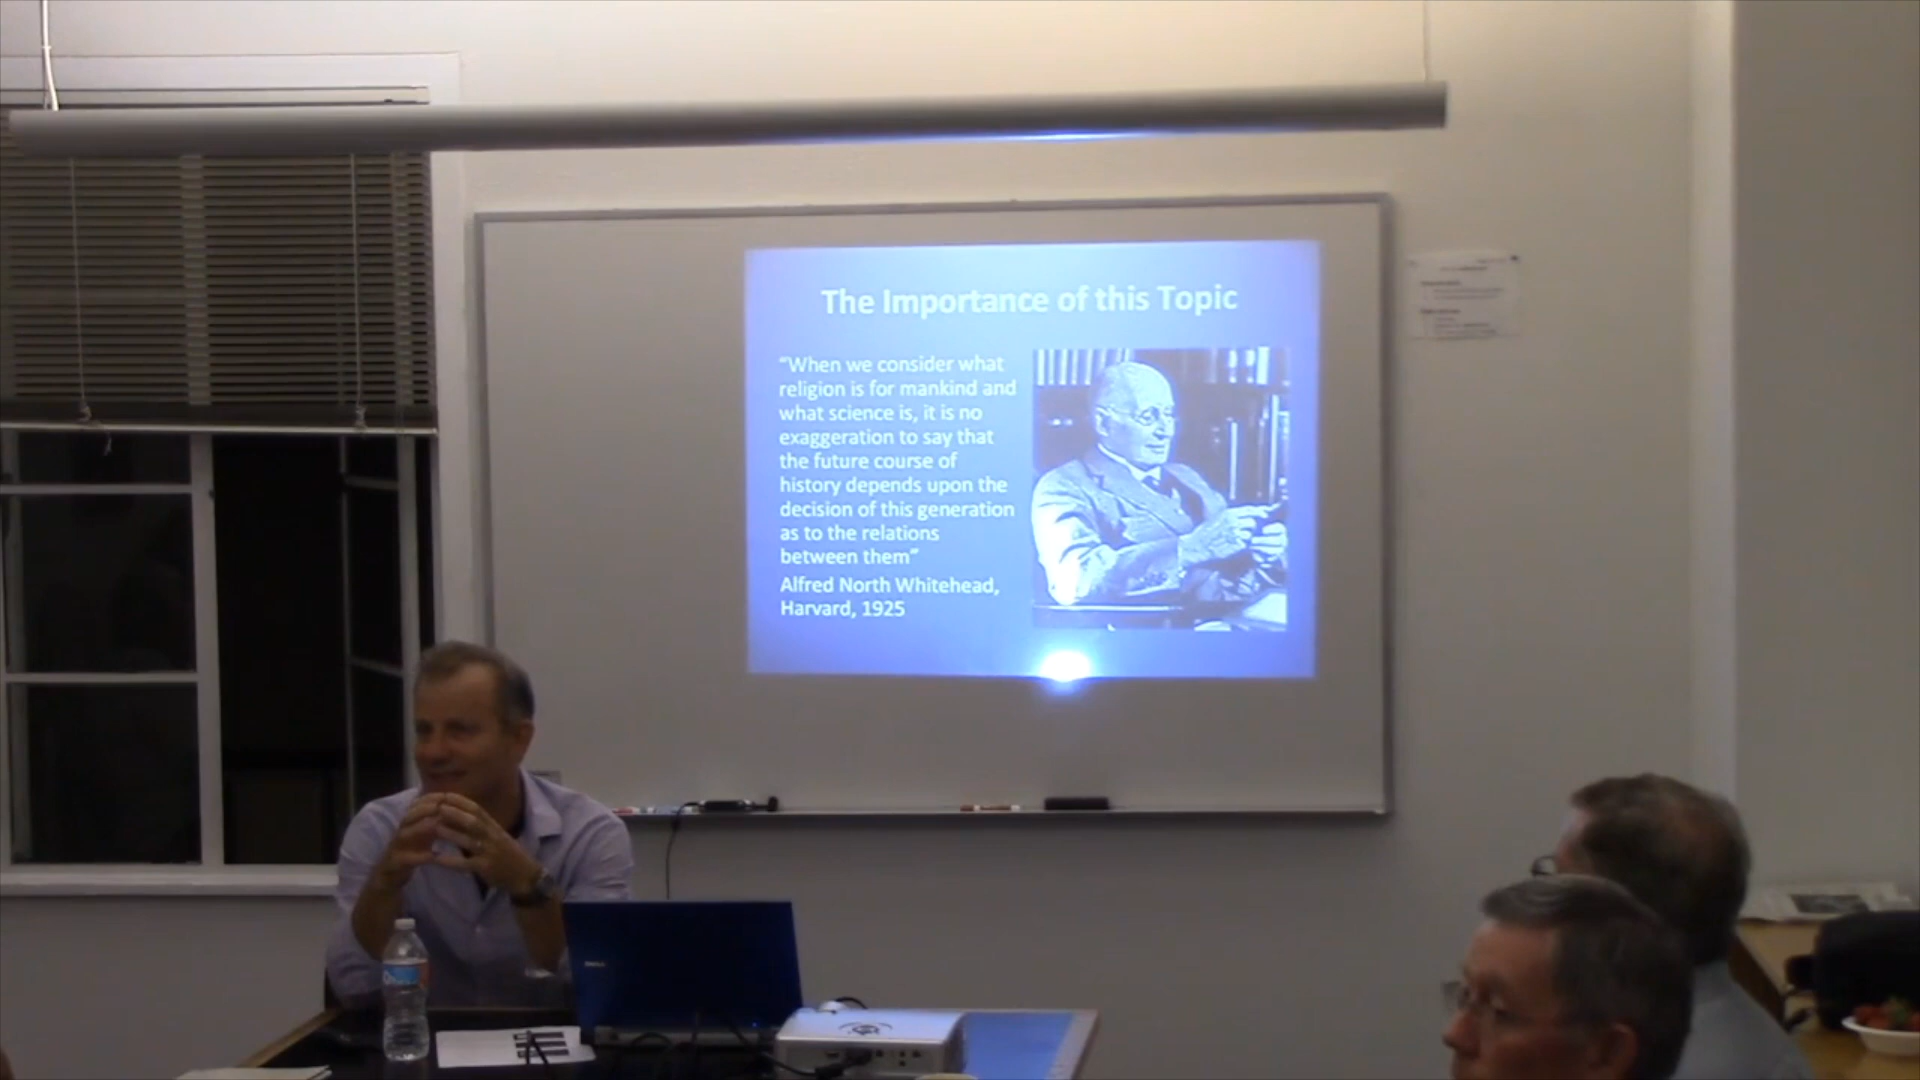 The Importance of this Topic
“When we consider what
religion is for mankind and
what science is, it is no
exaggeration to say that
the future course of
history depends upon the
decision of this generation
as to the relations
between them”
Alfred North Whitehead,
Harvard, 1925